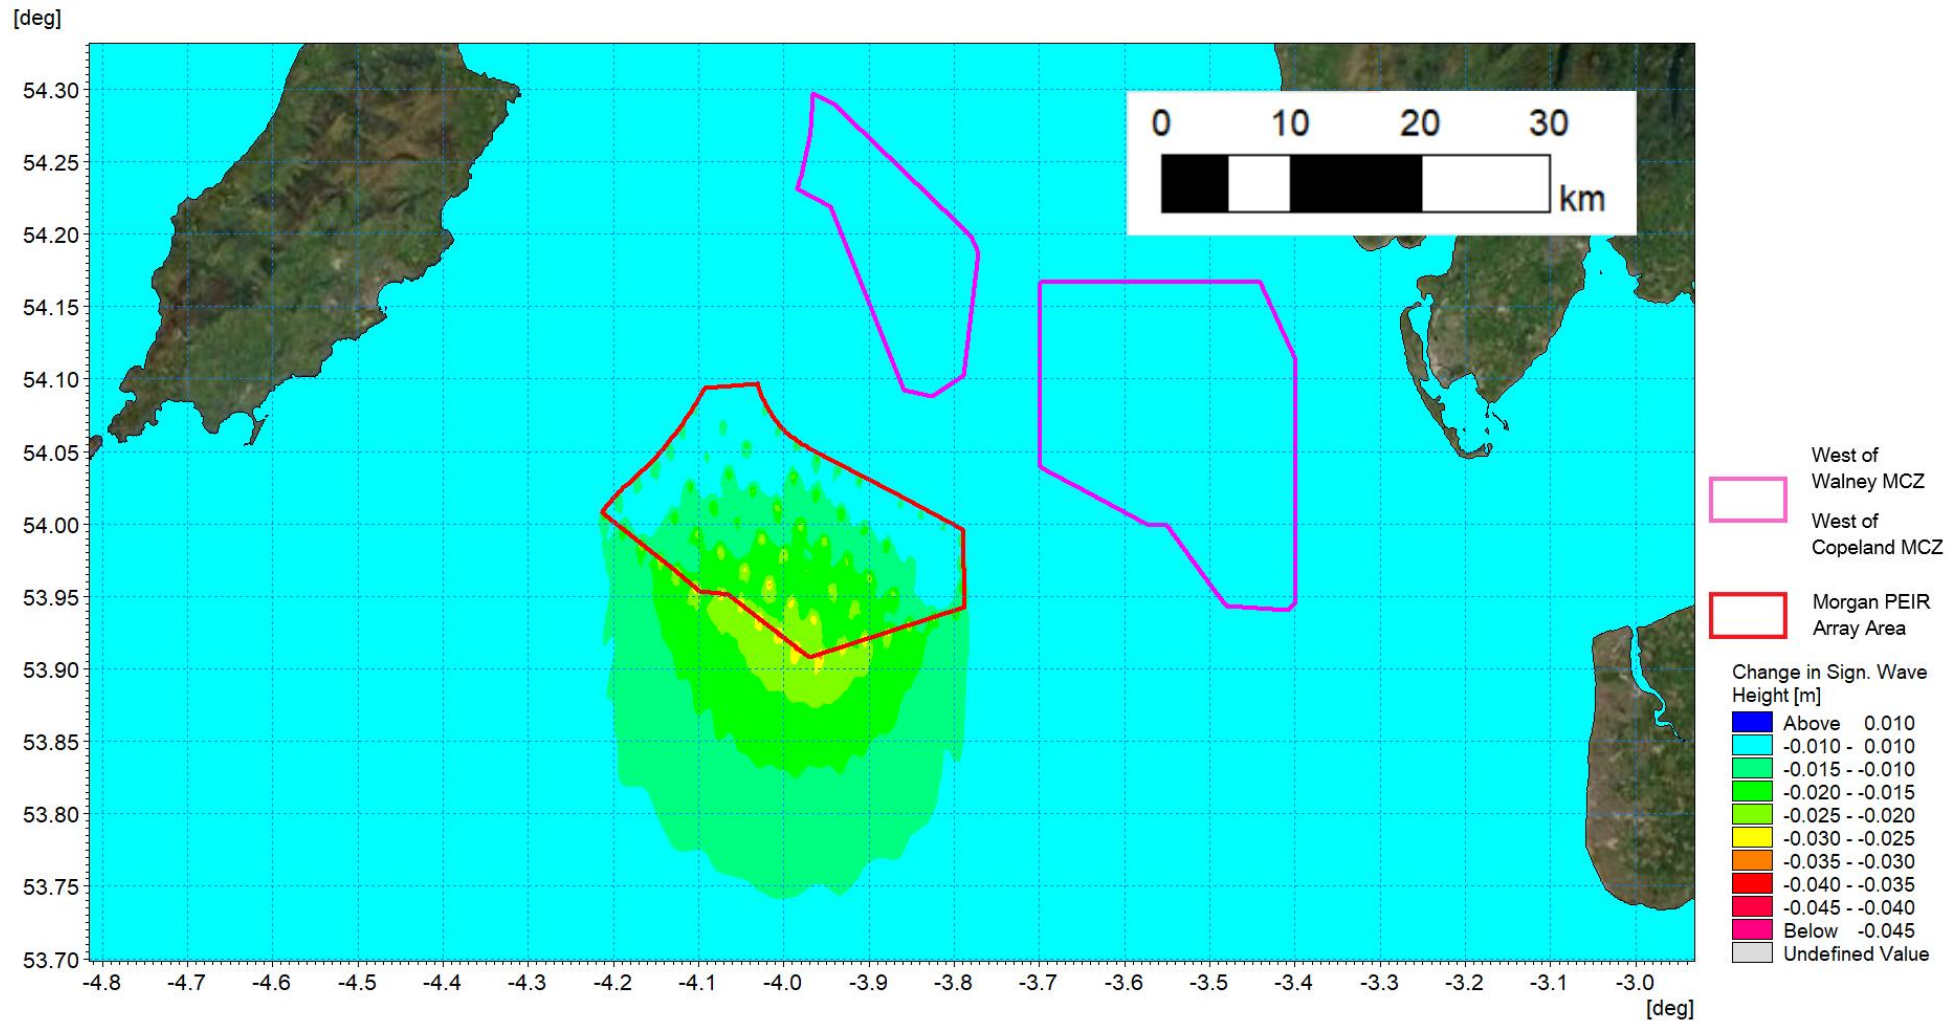 [deg]
54.30
54.25
54.20
54.15
54.10
54.05
54.00
53.95
53.90
53.85
53.80
53.75
53.70
0 10 20 30
km
-4.8 -4.7 -4.6 -4.5 -4.4 -4.3 -4.2 -4.1 -4.0 -3.9 -3.8 -3.7 -3.6 -3.5 -3.4 -3.3 -3.2 -3.1 -3.0
[deg]
West of
Walney MCZ
West of
Copeland MCZ
Morgan PEIR
Array Area
Change in Sign. Wave
Height [m]
Above 0.010
-0.010 - 0.010
-0.015 - -0.010
-0.020 - -0.015
-0.025 - -0.020
-0.030 - -0.025
-0.035 - -0.030
-0.040 - -0.035
-0.045 - -0.040
Below -0.045
Undefined Value